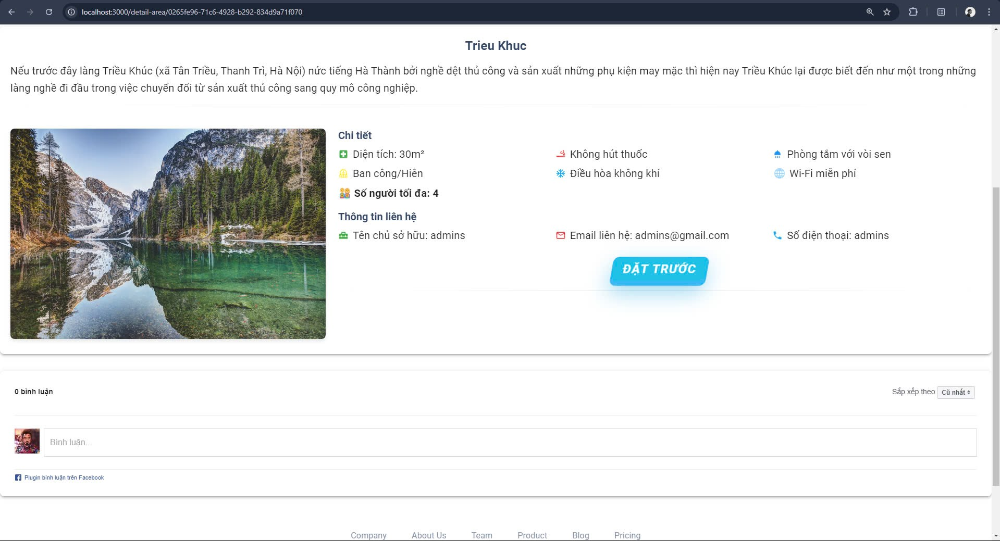 localhost:3000/detail-area/0265fe96-71c6-4928-b292-834d9a71f070
Trieu Khuc
Nếu trước đây làng Triều Khúc (xã Tân Triều, Thanh Trì, Hà Nội) nức tiếng Hà Thành bởi nghề dệt thủ công và sản xuất những phụ kiện may mặc thì hiện nay Triều Khúc lại được biết đến như một trong những
làng nghề đi đầu trong việc chuyển đổi từ sản xuất thủ công sang quy mô công nghiệp.
Chi tiết
Diện tích: 30m²
Không hút thuốc
Phòng tắm với vòi sen
Ban công/Hiên
Điều hòa không khí
Wi-Fi miễn phí
Số người tối đa: 4
Thông tin liên hệ
Tên chủ sở hữu: admins
Email liên hệ: admins@gmail.com
Số điện thoại: admins
ĐẶT TRƯỚC
0 bình luận
Sắp xếp theo Cũ nhất
Bình luận...
Plugin bình luận trên Facebook
Company About Us Team Product Blog Pricing